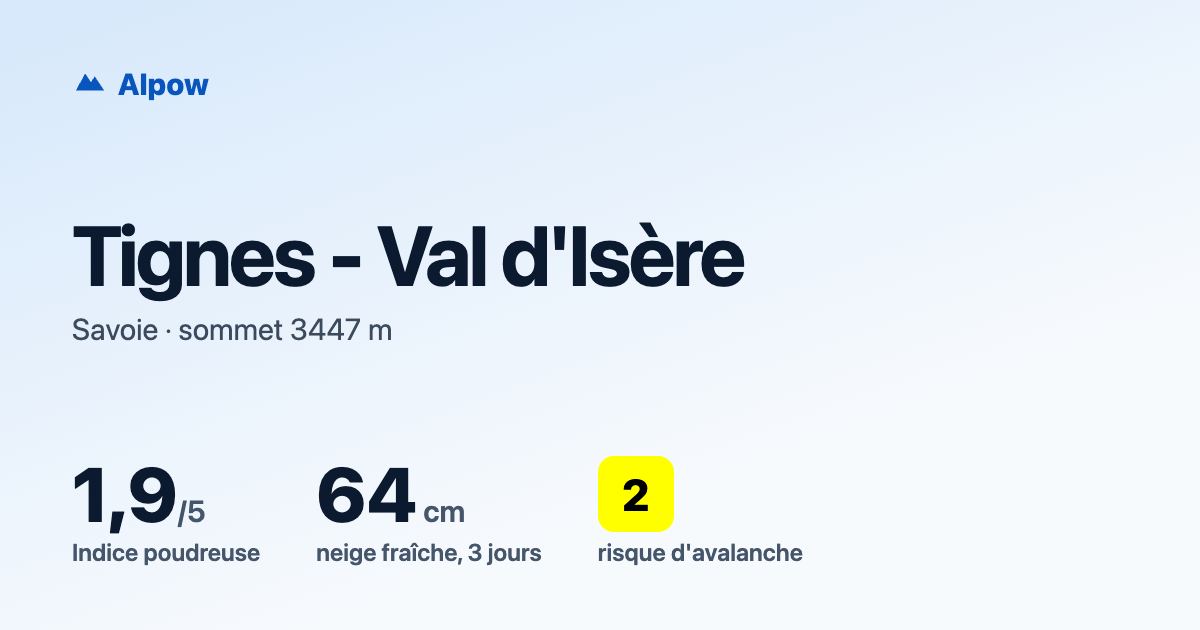 Alpow
Tignes - Val d'Isère
Savoie · sommet 3447 m
1,9/5
64 cm
2
Indice poudreuse
neige fraîche, 3 jours
risque d'avalanche